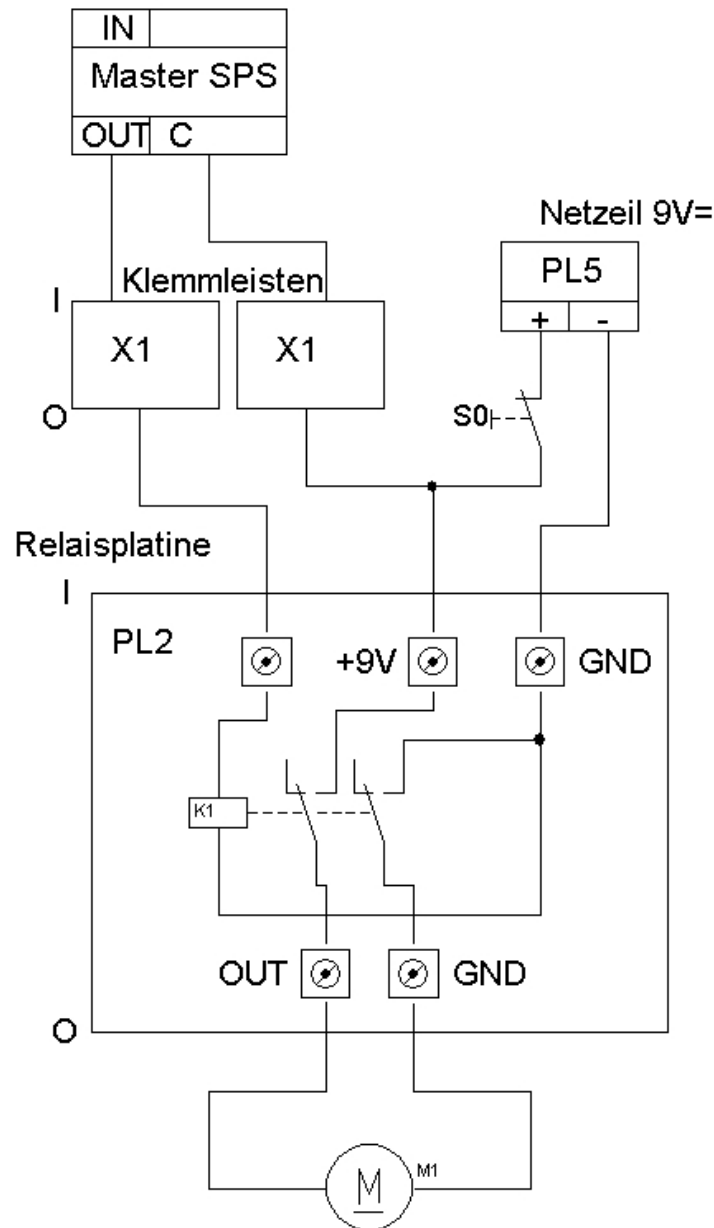 IN
Master SPS
OUT C
Netzeil 9V=
PL5
+ -
I Klemmleisten
X1 X1
O
S0
Relaisplatine
I
PL2 +9V GND
K1
OUT GND
O
M M1